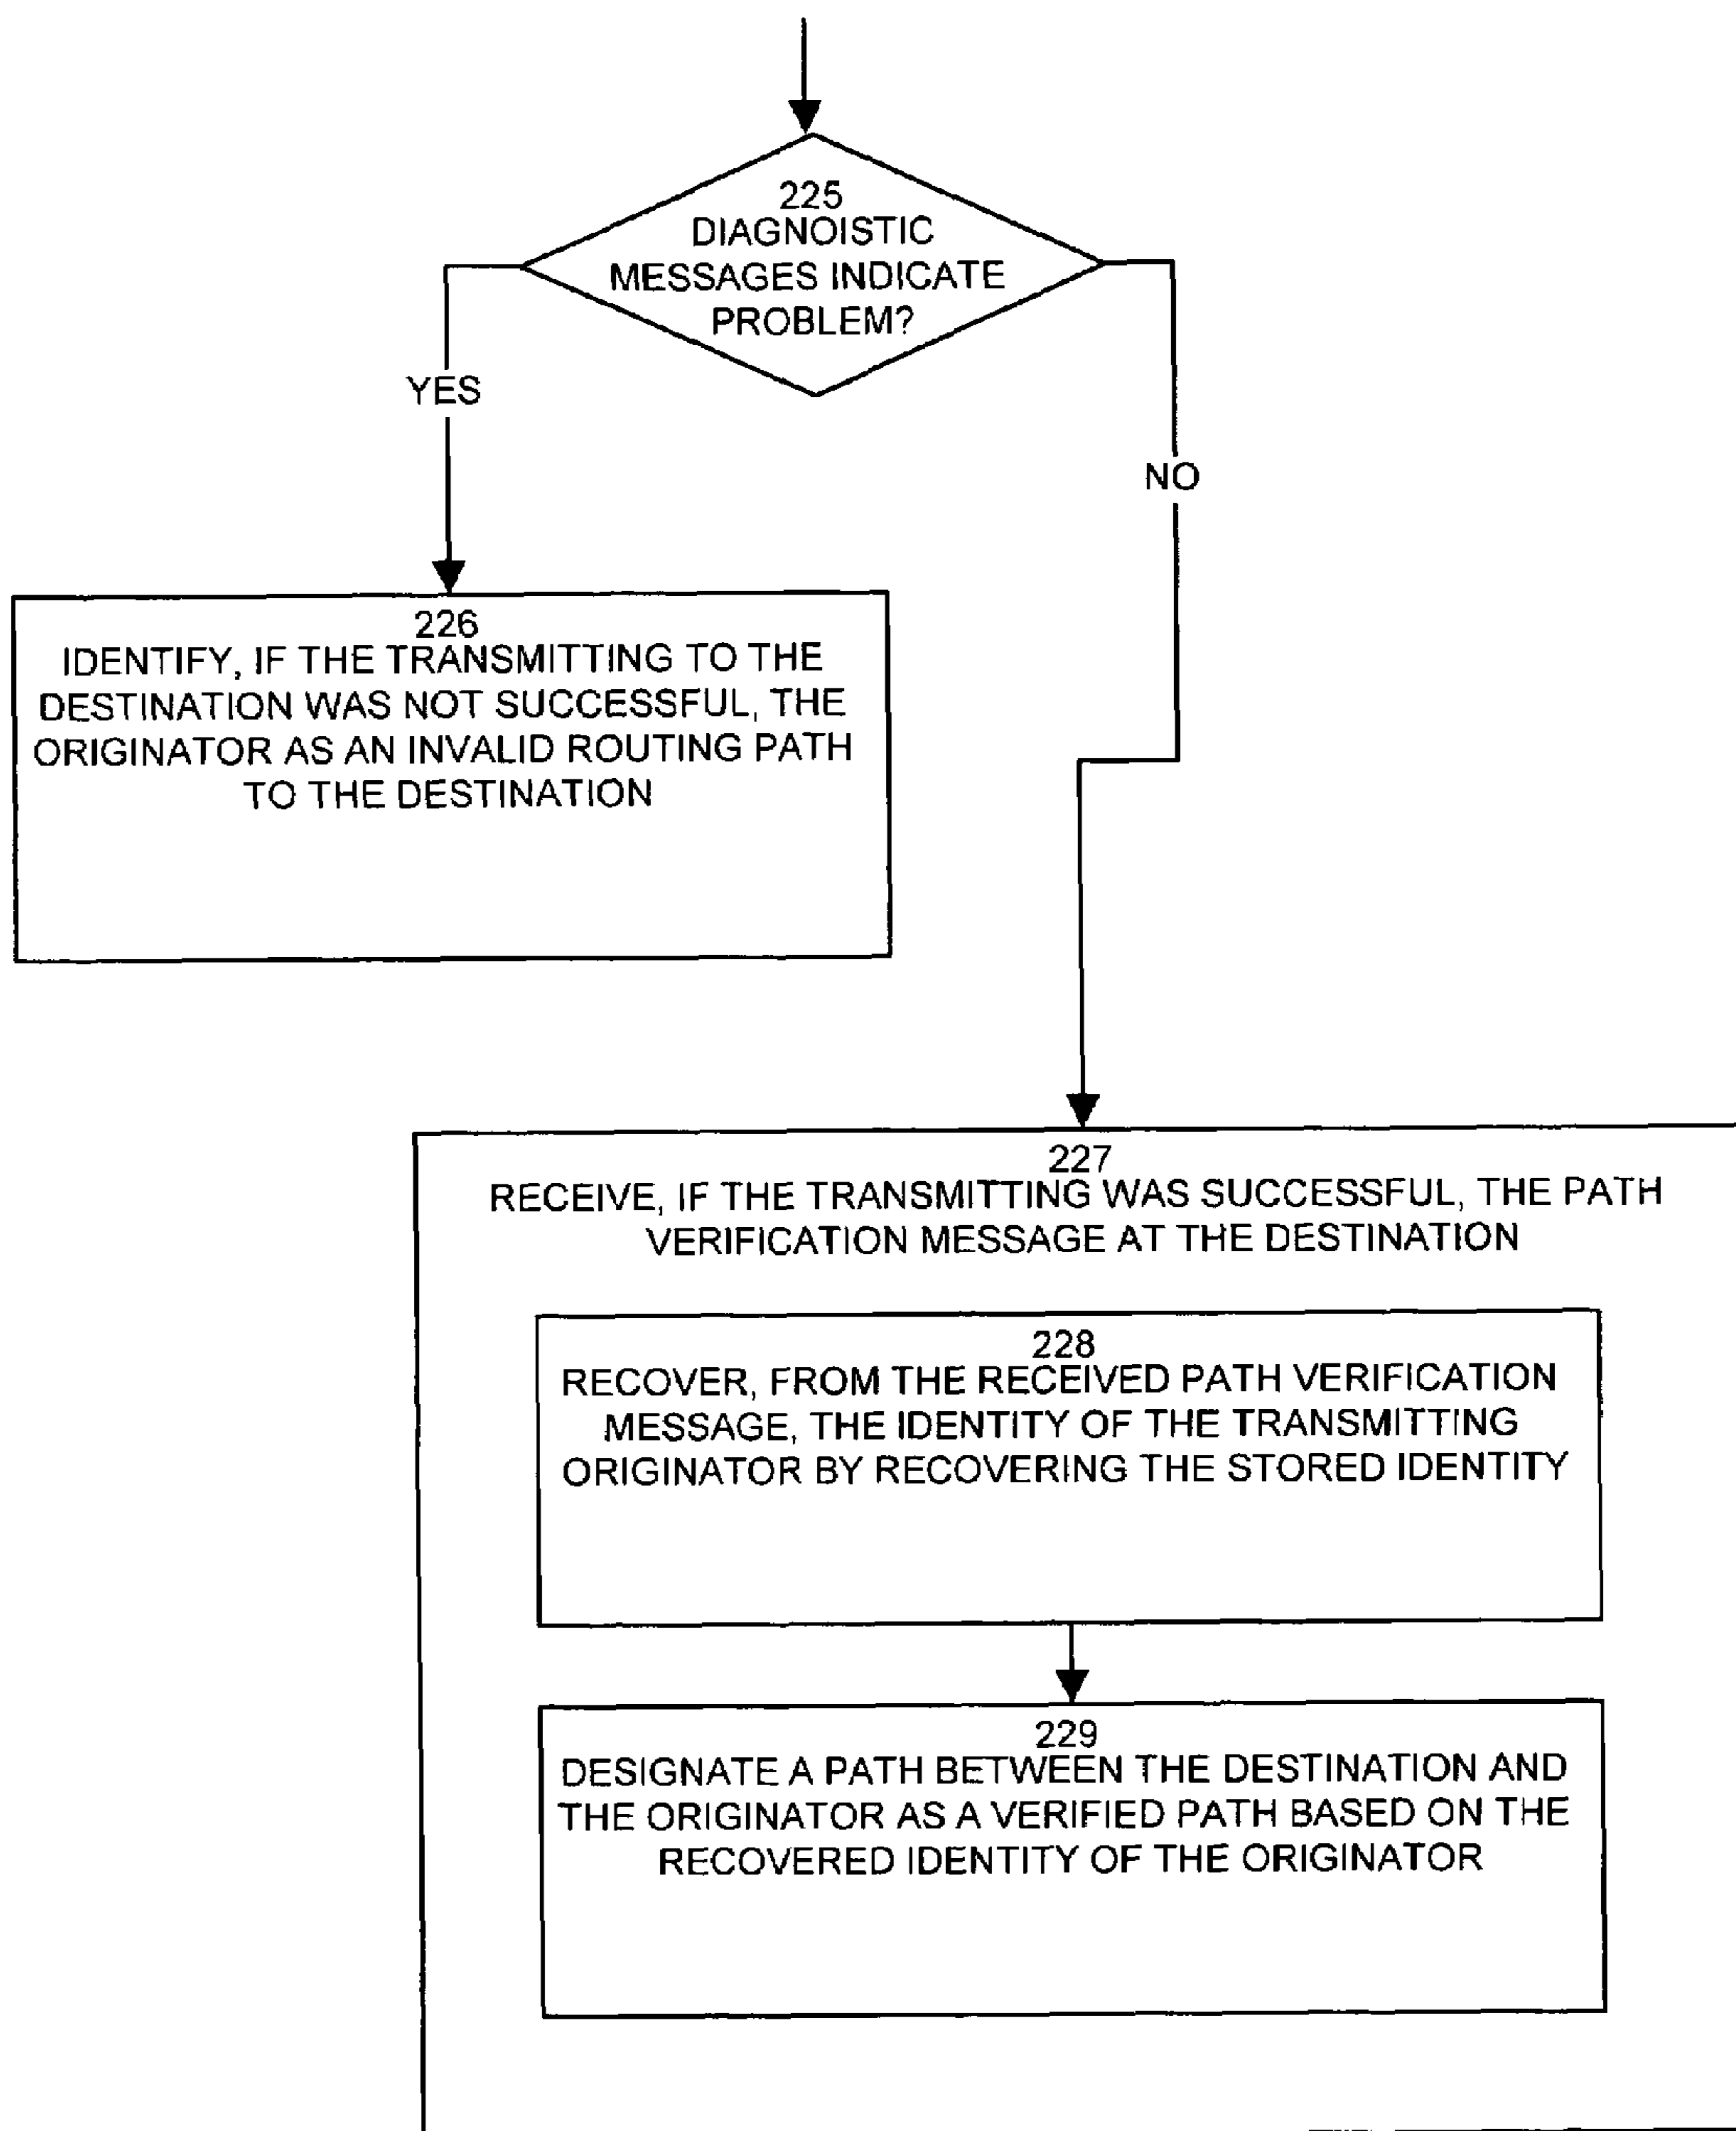 225
DIAGNOISTIC
MESSAGES INDICATE
PROBLEM?
YES
NO
226
IDENTIFY, IF THE TRANSMITTING TO THE
DESTINATION WAS NOT SUCCESSFUL, THE
ORIGINATOR AS AN INVALID ROUTING PATH
TO THE DESTINATION
227
RECEIVE, IF THE TRANSMITTING WAS SUCCESSFUL, THE PATH
VERIFICATION MESSAGE AT THE DESTINATION
228
RECOVER, FROM THE RECEIVED PATH VERIFICATION
MESSAGE, THE IDENTITY OF THE TRANSMITTING
ORIGINATOR BY RECOVERING THE STORED IDENTITY
229
DESIGNATE A PATH BETWEEN THE DESTINATION AND
THE ORIGINATOR AS A VERIFIED PATH BASED ON THE
RECOVERED IDENTITY OF THE ORIGINATOR